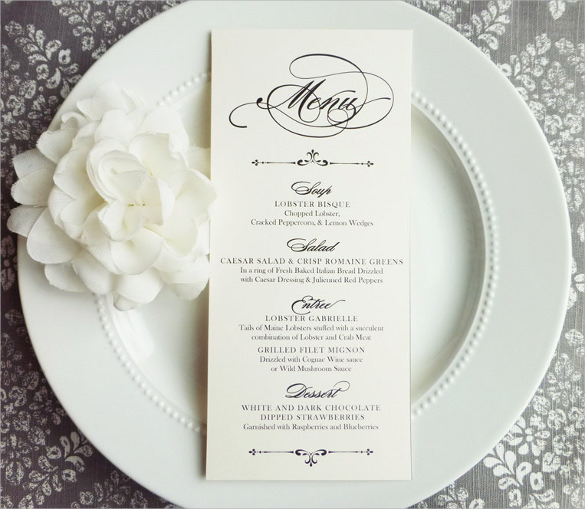 Menu
Soup
LOBSTER BISQUE
Chopped Lobster,
Cracked Peppercorn, & Lemon Wedges
Salad
CAESAR SALAD & CRISP ROMAINE GREENS
In a ring of Fresh Baked Italian Bread Drizzled
with Caesar Dressing & Julienned Red Peppers
Entree
LOBSTER GABRIELLE
Tails of Maine Lobsters stuffed with a succulent
combination of Lobster and Crab Meat
GRILLED FILET MIGNON
Drizzled with Cognac Wine sauce
or Wild Mushroom Sauce
Dessert
WHITE AND DARK CHOCOLATE
DIPPED STRAWBERRIES
Garnished with Raspberries and Blueberries